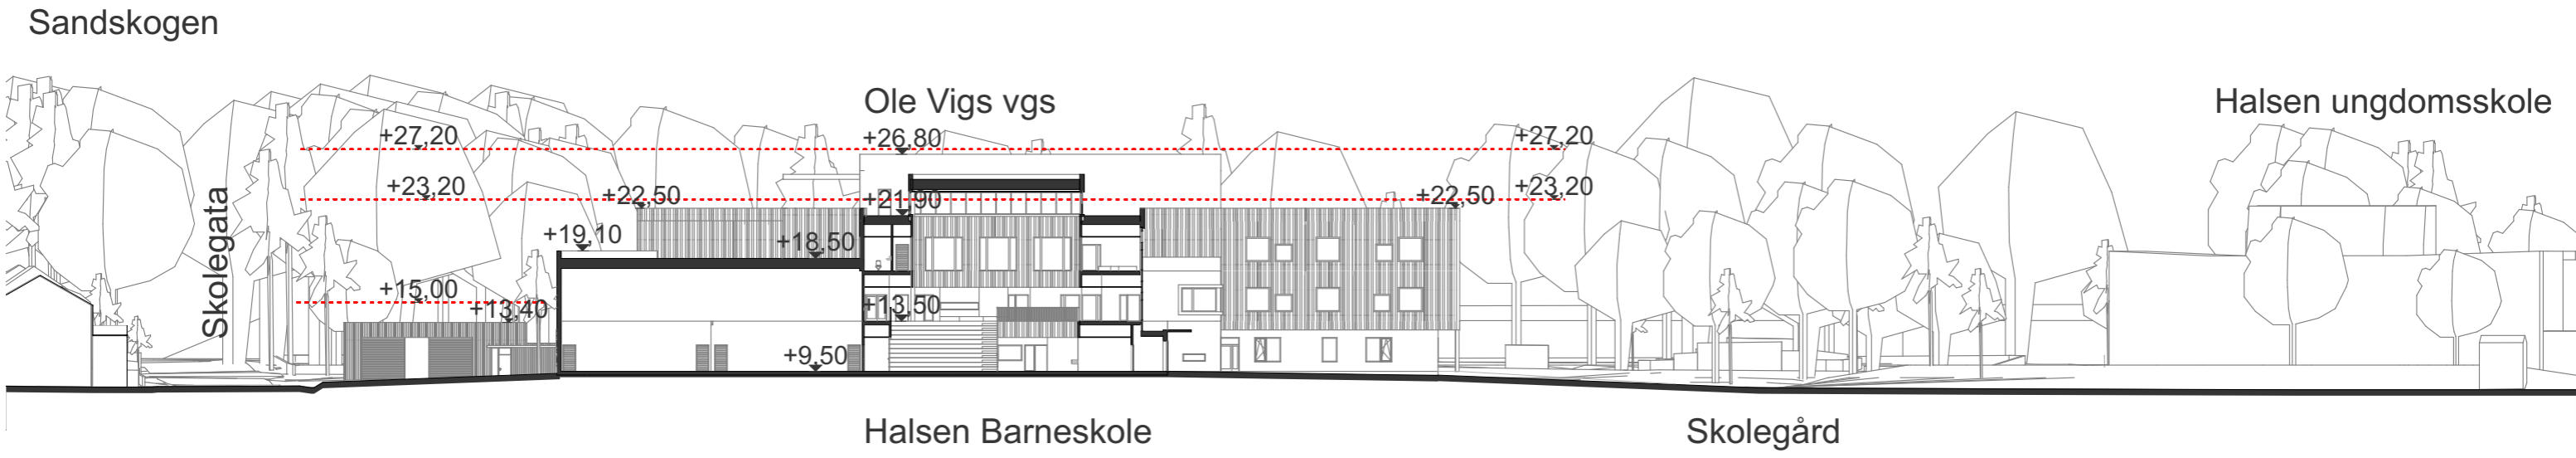 Sandskogen
Ole Vigs vgs
Halsen ungdomsskole
+27,20
+26,80
+27,20
+23,20
+22,50
+21,90
+22,50
+23,20
Skolegata
+19,10
+18,50
+15,00
+13,40
+13,50
+9,50
Halsen Barneskole
Skolegård